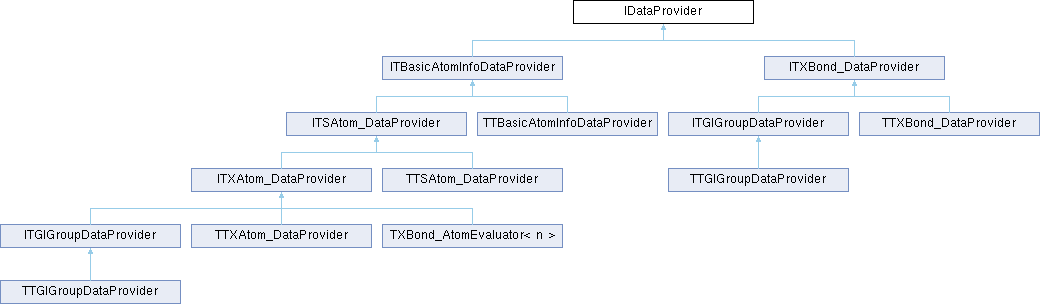 IDataProvider
ITBasicAtomInfoDataProvider
ITXBond_DataProvider
ITSAtom_DataProvider
TTBasicAtomInfoDataProvider
ITGlGroupDataProvider
TTXBond_DataProvider
ITXAtom_DataProvider
TTSAtom_DataProvider
TTGlGroupDataProvider
ITGlGroupDataProvider
TTXAtom_DataProvider
TXBond_AtomEvaluator< n >
TTGlGroupDataProvider